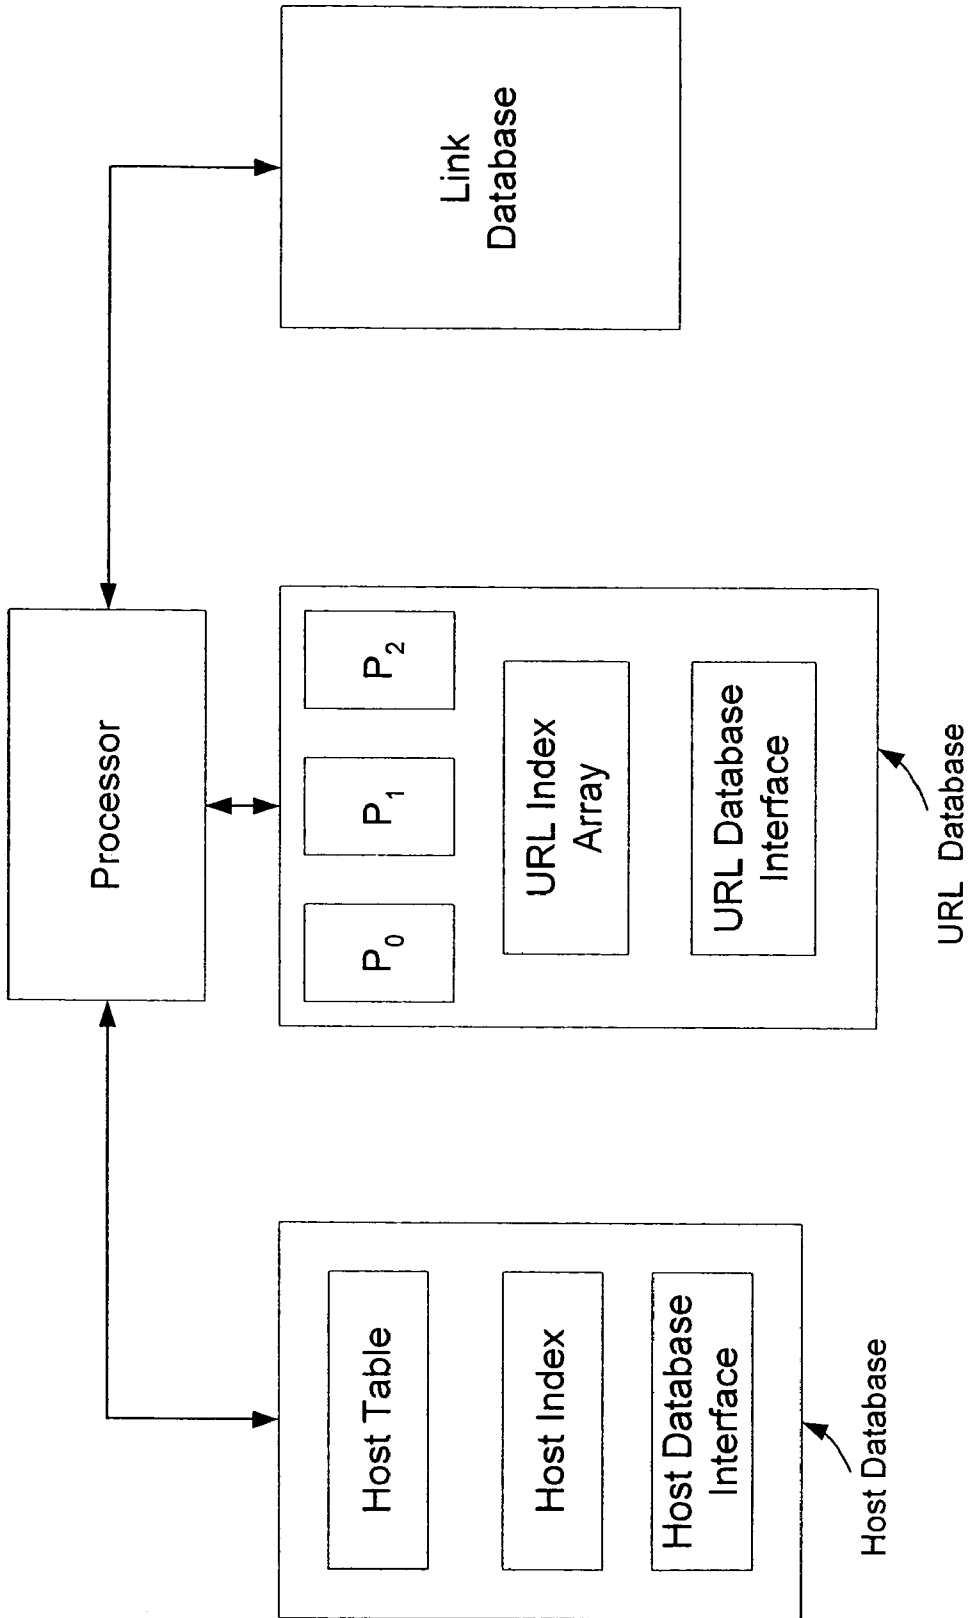 Processor
Host Table
Host Index
Host Database
Interface
Host Database
P0
P1
P2
URL Index
Array
URL Database
Interface
URL Database
Link
Database